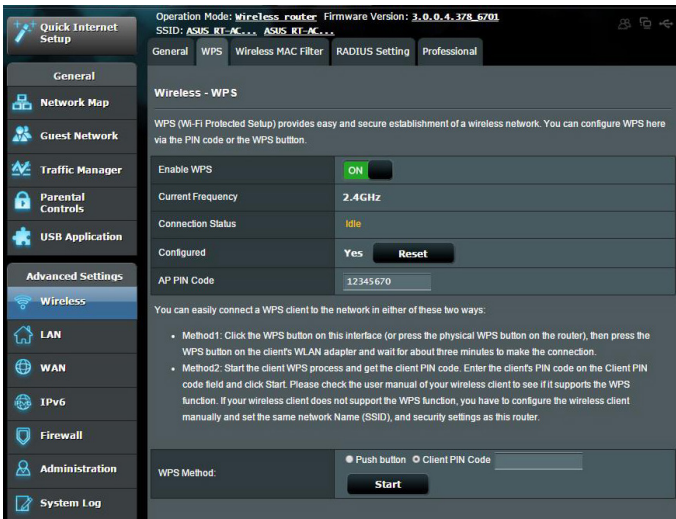 Quick Internet
Setup
Operation Mode: Wireless router Firmware Version: 3.0.0.4.378_6701
SSID: ASUS RT-AC... ASUS RT-AC...
General WPS Wireless MAC Filter RADIUS Setting Professional
General
Network Map
Guest Network
Traffic Manager
Parental
Controls
USB Application
Advanced Settings
Wireless
LAN
WAN
IPv6
Firewall
Administration
System Log
Wireless - WPS
WPS (Wi-Fi Protected Setup) provides easy and secure establishment of a wireless network. You can configure WPS here
via the PIN code or the WPS buttton.
Enable WPS ON
Current Frequency 2.4GHz
Connection Status Idle
Configured Yes Reset
AP PIN Code 12345670
You can easily connect a WPS client to the network in either of these two ways:
• Method1: Click the WPS button on this interface (or press the physical WPS button on the router), then press the
WPS button on the client's WLAN adapter and wait for about three minutes to make the connection.
• Method2: Start the client WPS process and get the client PIN code. Enter the client's PIN code on the Client PIN
code field and click Start. Please check the user manual of your wireless client to see if it supports the WPS
function. If your wireless client does not support the WPS function, you have to configure the wireless client
manually and set the same network Name (SSID), and security settings as this router.
WPS Method: Push button Client PIN Code
Start